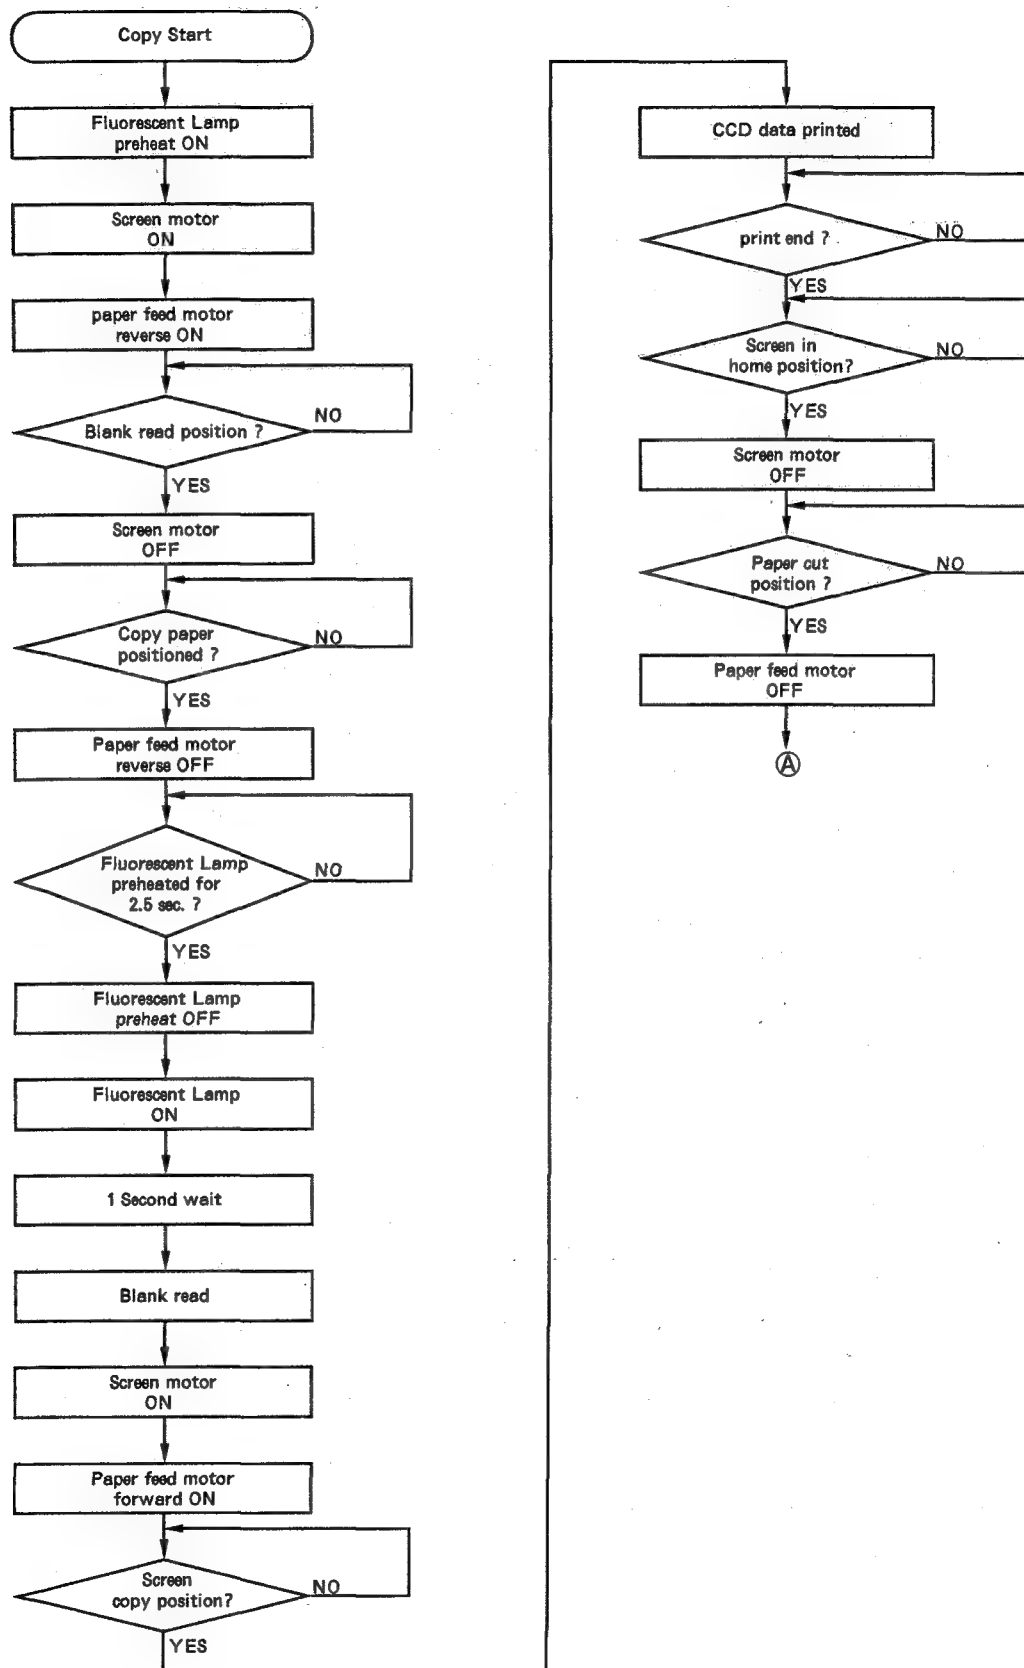 Copy Start
Fluorescent Lamp
preheat ON
Screen motor
ON
paper feed motor
reverse ON
Blank read position ?
NO
YES
Screen motor
OFF
Copy paper
positioned ?
NO
YES
Paper feed motor
reverse OFF
Fluorescent Lamp
preheated for
2.5 sec. ?
NO
YES
Fluorescent Lamp
preheat OFF
Fluorescent Lamp
ON
1 Second wait
Blank read
Screen motor
ON
Paper feed motor
forward ON
Screen
copy position?
NO
YES
CCD data printed
print end ?
NO
YES
Screen in
home position?
NO
YES
Screen motor
OFF
Paper cut
position ?
NO
YES
Paper feed motor
OFF
A